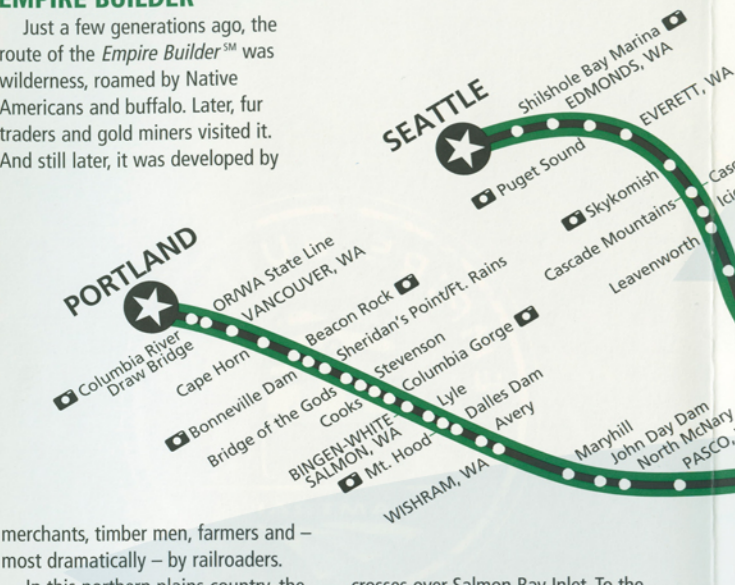 EMPIRE BUILDER
Just a few generations ago, the
route of the Empire Builder℠ was
wilderness, roamed by Native
Americans and buffalo. Later, fur
traders and gold miners visited it.
And still later, it was developed by
SEATTLE
Shilshole Bay Marina
EDMONDS, WA
EVERETT, WA
Puget Sound
Skykomish
Cascade Mountains
Leavenworth
PORTLAND
OR/WA State Line
VANCOUVER, WA
Beacon Rock
Sheridan's Point/Ft. Rains
Stevenson
Columbia Gorge
Lyle
Dalles Dam
Avery
Maryhill
John Day Dam
North McNary
PASCO,
Columbia River
Draw Bridge
Cape Horn
Bonneville Dam
Bridge of the Gods
Cooks
BINGEN-WHITE
SALMON, WA
Mt. Hood
WISHRAM, WA
merchants, timber men, farmers and –
most dramatically – by railroaders.
In this northern plains country, the
crosses over Salmon Bay Inlet. To the